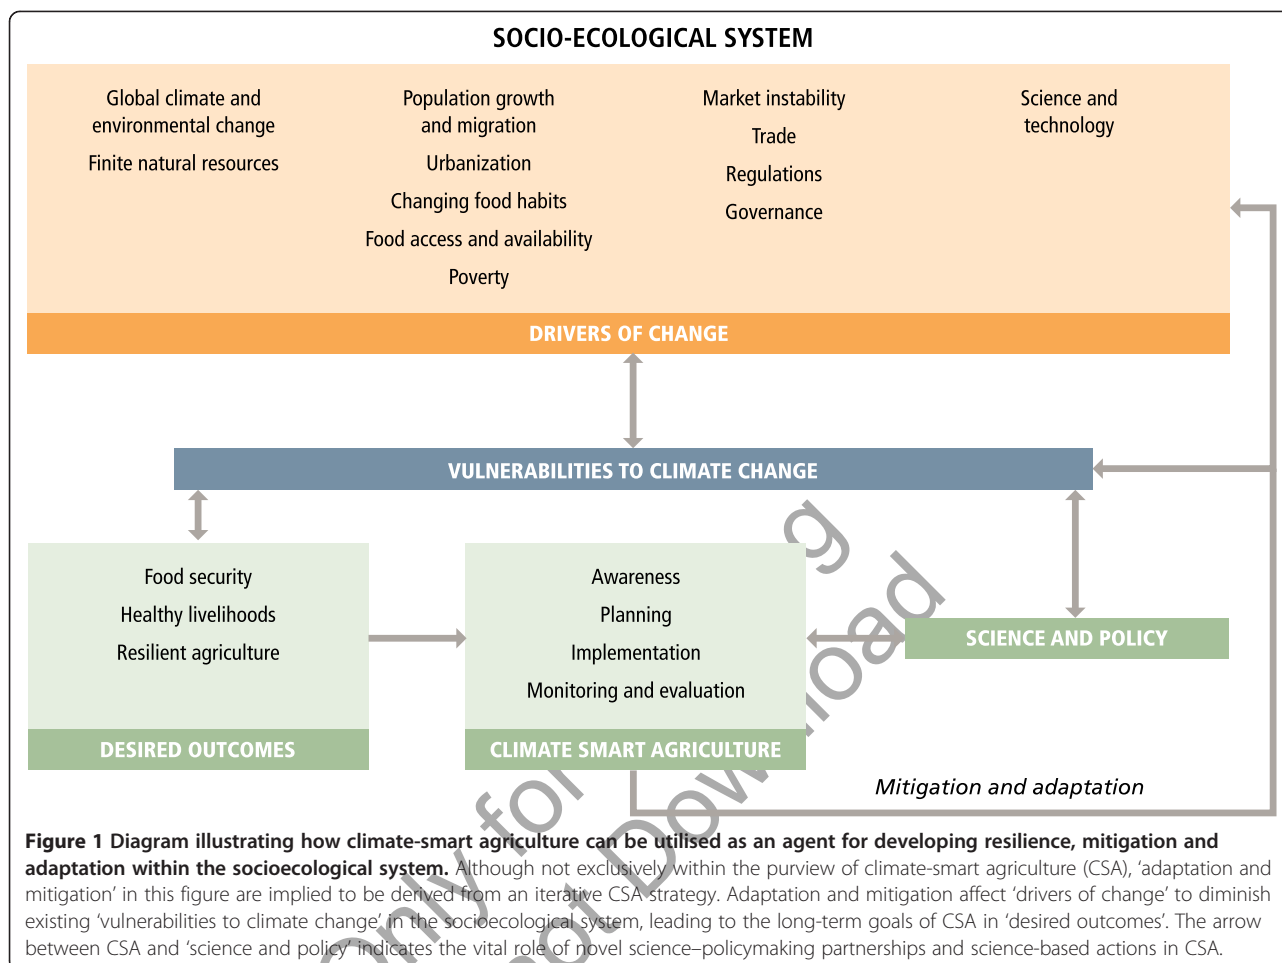 SOCIO-ECOLOGICAL SYSTEM
Global climate and
environmental change
Finite natural resources
Population growth
and migration
Urbanization
Changing food habits
Food access and availability
Poverty
Market instability
Trade
Regulations
Governance
Science and
technology
DRIVERS OF CHANGE
VULNERABILITIES TO CLIMATE CHANGE
Food security
Healthy livelihoods
Resilient agriculture
DESIRED OUTCOMES
Awareness
Planning
Implementation
Monitoring and evaluation
CLIMATE SMART AGRICULTURE
SCIENCE AND POLICY
Mitigation and adaptation
Figure 1 Diagram illustrating how climate-smart agriculture can be utilised as an agent for developing resilience, mitigation and
adaptation within the socioecological system. Although not exclusively within the purview of climate-smart agriculture (CSA), ‘adaptation and
mitigation’ in this figure are implied to be derived from an iterative CSA strategy. Adaptation and mitigation affect ‘drivers of change’ to diminish
existing ‘vulnerabilities to climate change’ in the socioecological system, leading to the long-term goals of CSA in ‘desired outcomes’. The arrow
between CSA and ‘science and policy’ indicates the vital role of novel science–policymaking partnerships and science-based actions in CSA.
Only for
not Download